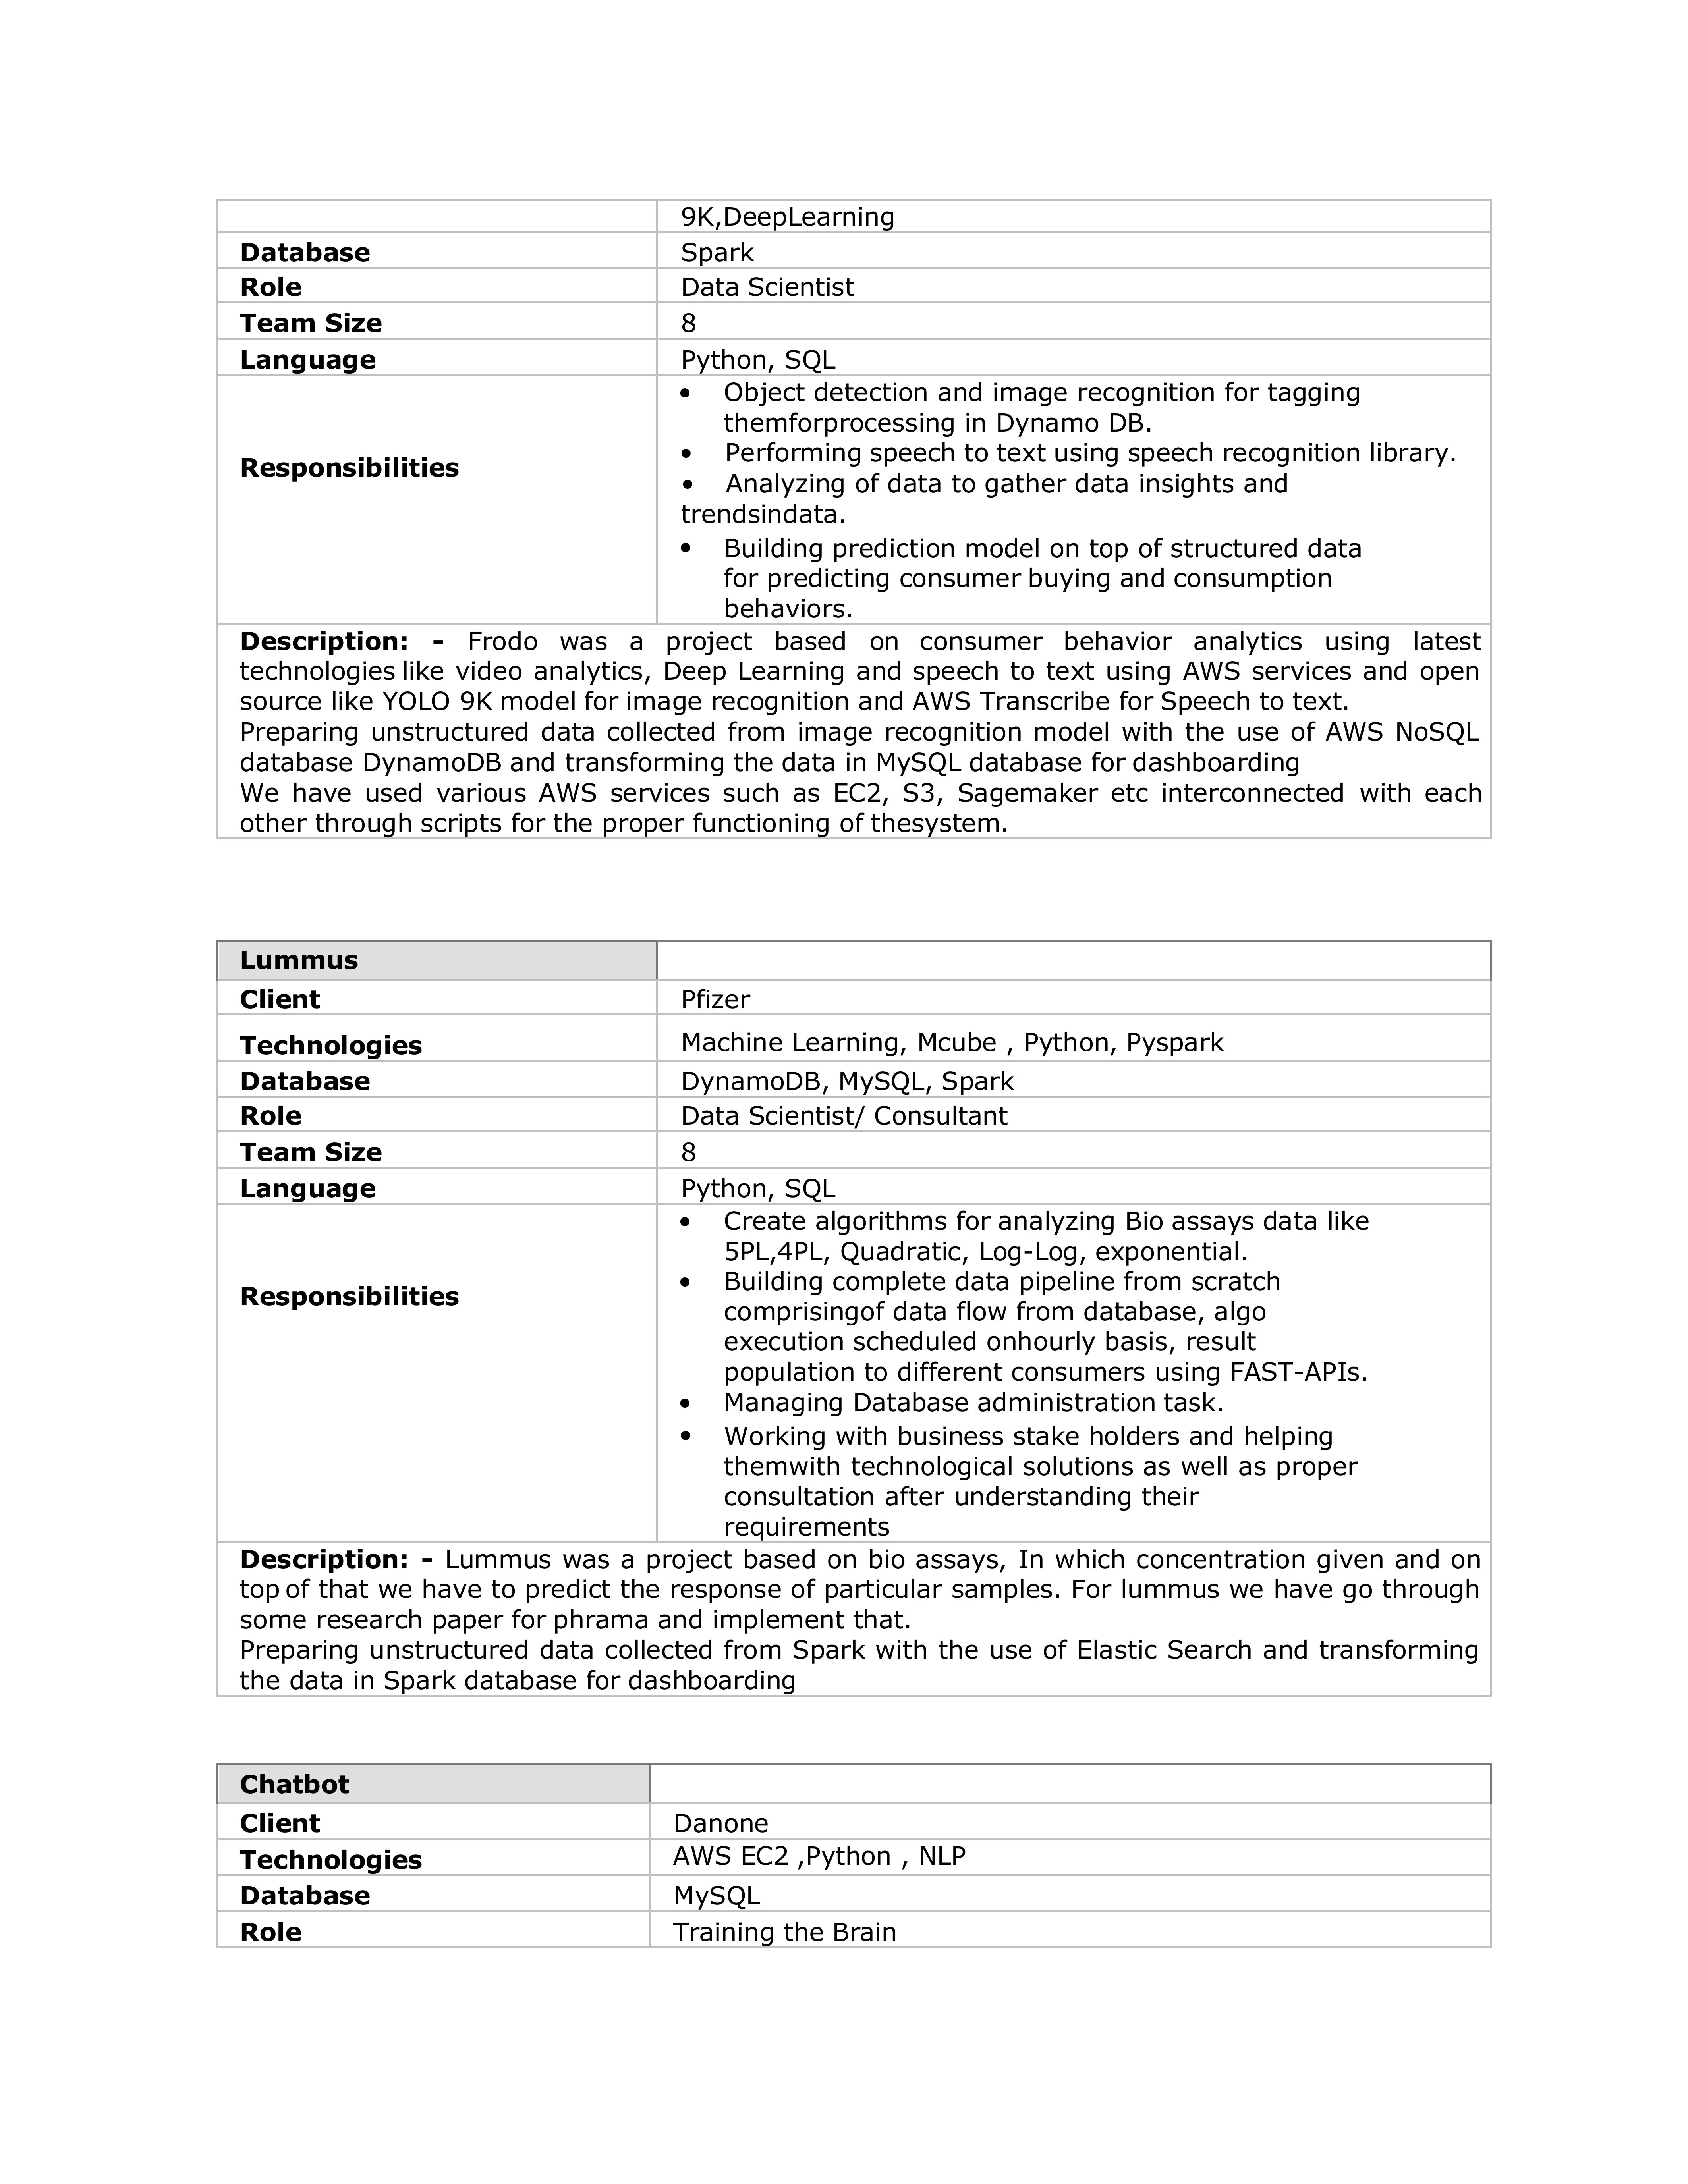 9K,DeepLearning
Database Spark
Role Data Scientist
Team Size 8
Language Python, SQL
Responsibilities
• Object detection and image recognition for tagging
themforprocessing in Dynamo DB.
• Performing speech to text using speech recognition library.
• Analyzing of data to gather data insights and
trendsindata.
• Building prediction model on top of structured data
for predicting consumer buying and consumption
behaviors.
Description: - Frodo was a project based on consumer behavior analytics using latest
technologies like video analytics, Deep Learning and speech to text using AWS services and open
source like YOLO 9K model for image recognition and AWS Transcribe for Speech to text.
Preparing unstructured data collected from image recognition model with the use of AWS NoSQL
database DynamoDB and transforming the data in MySQL database for dashboarding
We have used various AWS services such as EC2, S3, Sagemaker etc interconnected with each
other through scripts for the proper functioning of thesystem.
Lummus
Client Pfizer
Technologies Machine Learning, Mcube , Python, Pyspark
Database DynamoDB, MySQL, Spark
Role Data Scientist/ Consultant
Team Size 8
Language Python, SQL
Responsibilities
• Create algorithms for analyzing Bio assays data like
5PL,4PL, Quadratic, Log-Log, exponential.
• Building complete data pipeline from scratch
comprisingof data flow from database, algo
execution scheduled onhourly basis, result
population to different consumers using FAST-APIs.
• Managing Database administration task.
• Working with business stake holders and helping
themwith technological solutions as well as proper
consultation after understanding their
requirements
Description: - Lummus was a project based on bio assays, In which concentration given and on
top of that we have to predict the response of particular samples. For lummus we have go through
some research paper for phrama and implement that.
Preparing unstructured data collected from Spark with the use of Elastic Search and transforming
the data in Spark database for dashboarding
Chatbot
Client Danone
Technologies AWS EC2 ,Python , NLP
Database MySQL
Role Training the Brain